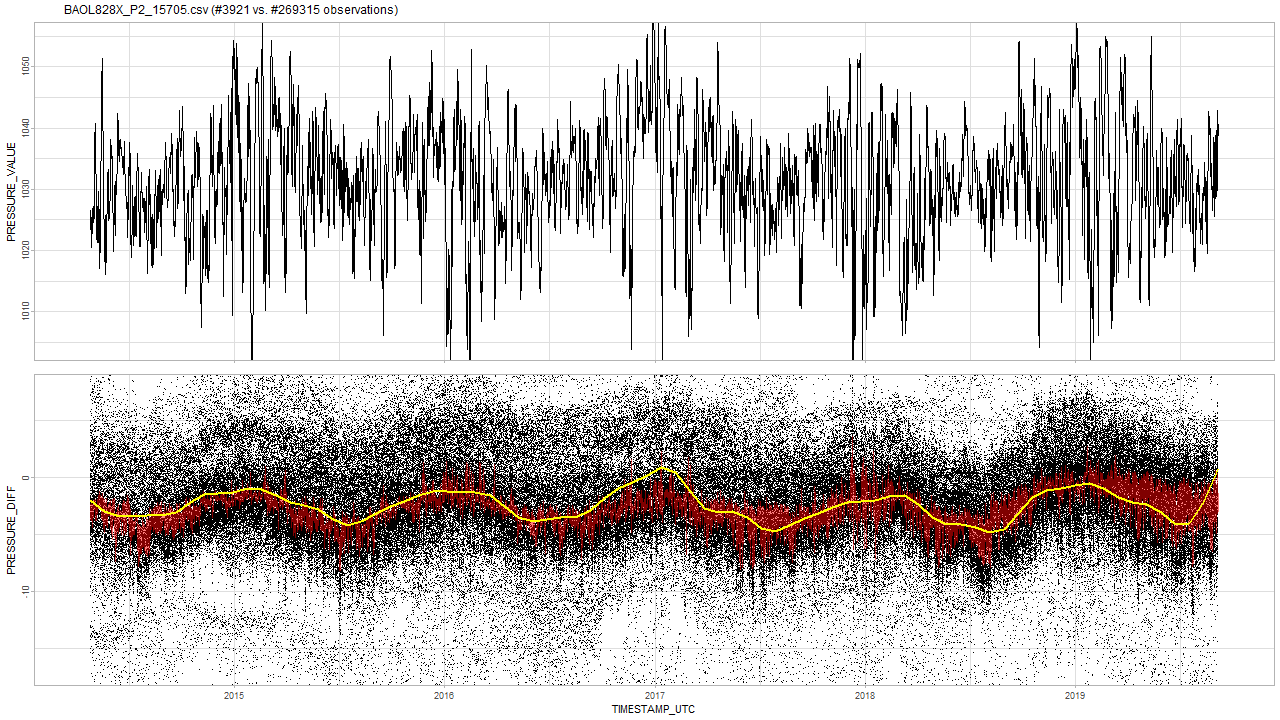 BAOL828X_P2_15705.csv (#3921 vs. #269315 observations)
PRESSURE_VALUE
1050
1040
1030
1020
1010
PRESSURE_DIFF
0
-10
2015 2016 2017 2018 2019
TIMESTAMP_UTC